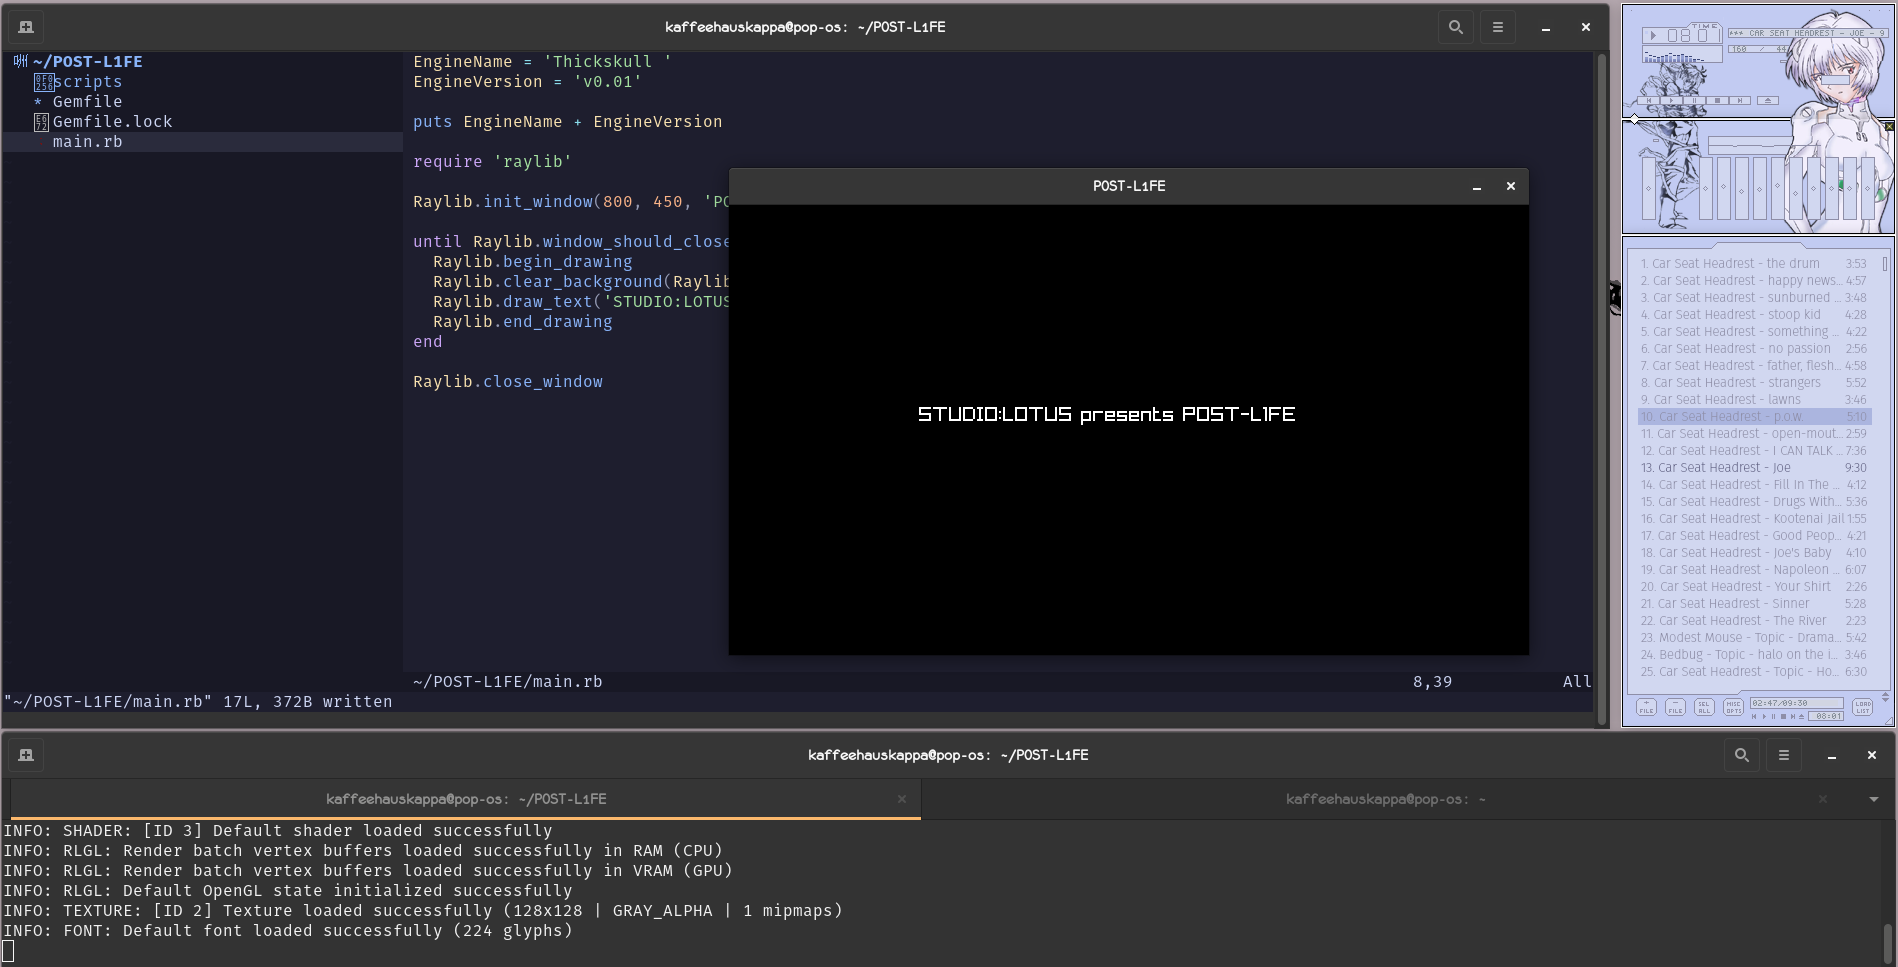 kaffeehauskappa@pop-os: ~/POST-L1FE
~/POST-L1FE
scripts
* Gemfile
Gemfile.lock
main.rb
EngineName = 'Thickskull '
EngineVersion = 'v0.01'
puts EngineName + EngineVersion
require 'raylib'
Raylib.init_window(800, 450, 'PO
until Raylib.window_should_close
Raylib.begin_drawing
Raylib.clear_background(Raylib
Raylib.draw_text('STUDIO:LOTUS
Raylib.end_drawing
end
Raylib.close_window
~/POST-L1FE/main.rb 8,39 All
"~/POST-L1FE/main.rb" 17L, 372B written
POST-L1FE
STUDIO:LOTUS presents POST-L1FE
TIME
08 01
CAR SEAT HEADREST - JOE - 9
160 / 44
1. Car Seat Headrest - the drum 3:53
2. Car Seat Headrest - happy news... 4:57
3. Car Seat Headrest - sunburned ... 3:48
4. Car Seat Headrest - stoop kid 4:28
5. Car Seat Headrest - something ... 4:22
6. Car Seat Headrest - no passion 2:56
7. Car Seat Headrest - father, flesh... 4:58
8. Car Seat Headrest - strangers 5:52
9. Car Seat Headrest - lawns 3:46
10. Car Seat Headrest - p.o.w. 5:10
11. Car Seat Headrest - open-mout... 2:59
12. Car Seat Headrest - I CAN TALK ... 7:36
13. Car Seat Headrest - Joe 9:30
14. Car Seat Headrest - Fill In The ... 4:12
15. Car Seat Headrest - Drugs With... 5:36
16. Car Seat Headrest - Kootenai Jail 1:55
17. Car Seat Headrest - Good Peop... 4:21
18. Car Seat Headrest - Joe's Baby 4:10
19. Car Seat Headrest - Napoleon ... 6:07
20. Car Seat Headrest - Your Shirt 2:26
21. Car Seat Headrest - Sinner 5:28
22. Car Seat Headrest - The River 2:23
23. Modest Mouse - Topic - Drama... 5:42
24. Bedbug - Topic - halo on the i... 3:46
25. Car Seat Headrest - Topic - Ho... 6:30
+ FILE
- FILE
SEL ALL
MISC OPTS
02:47/09:30
08:01
LOAD LIST
kaffeehauskappa@pop-os: ~/POST-L1FE
kaffeehauskappa@pop-os: ~/POST-L1FE
kaffeehauskappa@pop-os: ~
INFO: SHADER: [ID 3] Default shader loaded successfully
INFO: RLGL: Render batch vertex buffers loaded successfully in RAM (CPU)
INFO: RLGL: Render batch vertex buffers loaded successfully in VRAM (GPU)
INFO: RLGL: Default OpenGL state initialized successfully
INFO: TEXTURE: [ID 2] Texture loaded successfully (128x128 | GRAY_ALPHA | 1 mipmaps)
INFO: FONT: Default font loaded successfully (224 glyphs)